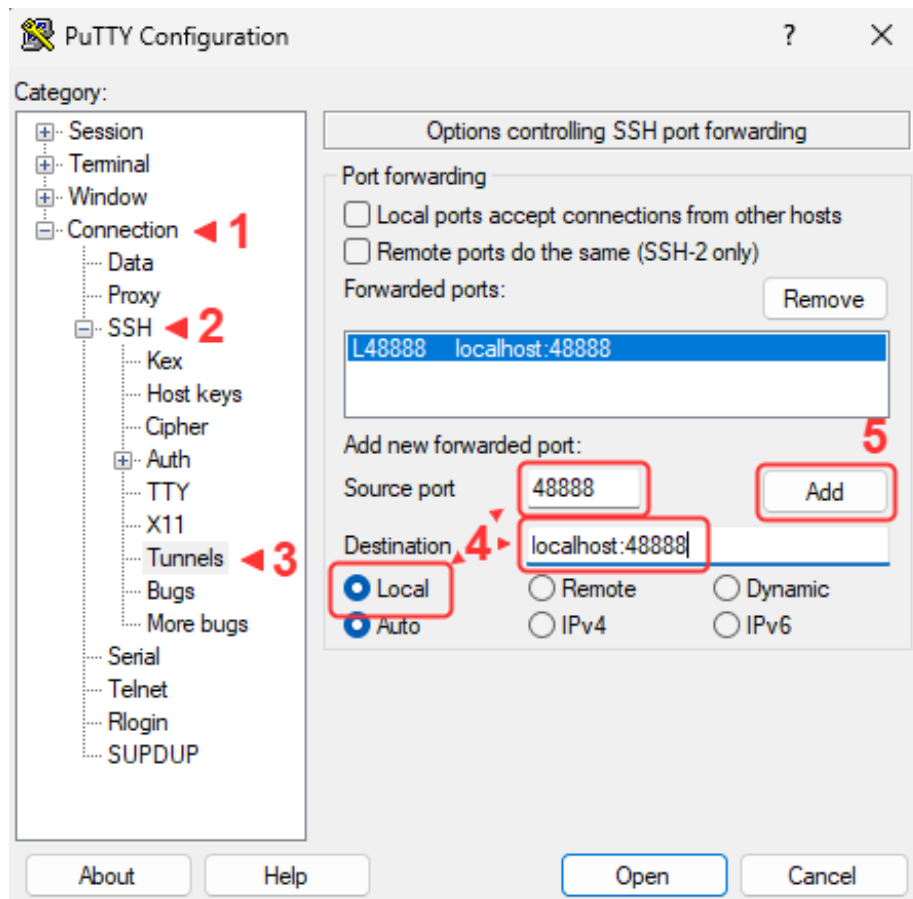 PuTTY Configuration ? ×
Category:
Session
Terminal
Window
Connection 1
Data
Proxy
SSH 2
Kex
Host keys
Cipher
Auth
TTY
X11
Tunnels 3
Bugs
More bugs
Serial
Telnet
Rlogin
SUPDUP
Options controlling SSH port forwarding
Port forwarding
Local ports accept connections from other hosts
Remote ports do the same (SSH-2 only)
Forwarded ports:
Remove
L48888 localhost:48888
Add new forwarded port:
5
Source port 48888 Add
Destination 4 localhost:48888
Local Remote Dynamic
Auto IPv4 IPv6
About Help Open Cancel